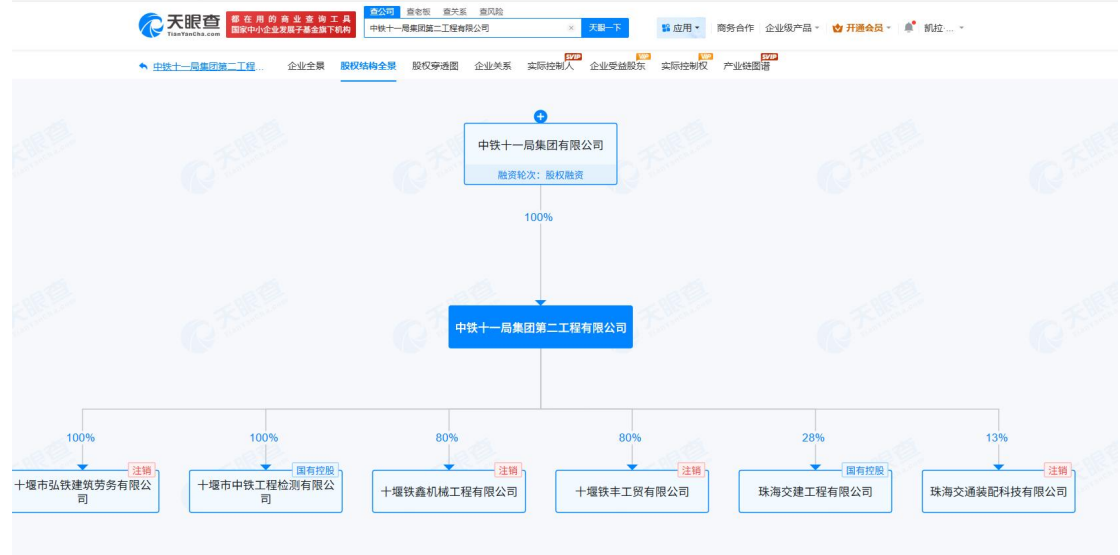 查公司 查老板 查关系 查风险
天眼查
TianYanCha.com
都在用的商业查询工具
国家中小企业发展子基金旗下机构
中铁十一局集团第二工程有限公司 × 天眼一下
应用 商务合作 企业级产品 开通会员 凯拉 ...
中铁十一局集团第二工程... 企业全景 股权结构全景 股权穿透图 企业关系 实际控制人 SVIP 企业受益股东 VIP 实际控制权 VIP 产业链图谱 SVIP
中铁十一局集团有限公司
融资轮次：股权融资
100%
中铁十一局集团第二工程有限公司
100% 100% 80% 80% 28% 13%
注销 国有控股 注销 注销 国有控股 注销
十堰市弘铁建筑劳务有限公
司
十堰市中铁工程检测有限公
司
十堰铁鑫机械工程有限公司
十堰铁丰工贸有限公司
珠海交建工程有限公司
珠海交通装配科技有限公司
天眼查